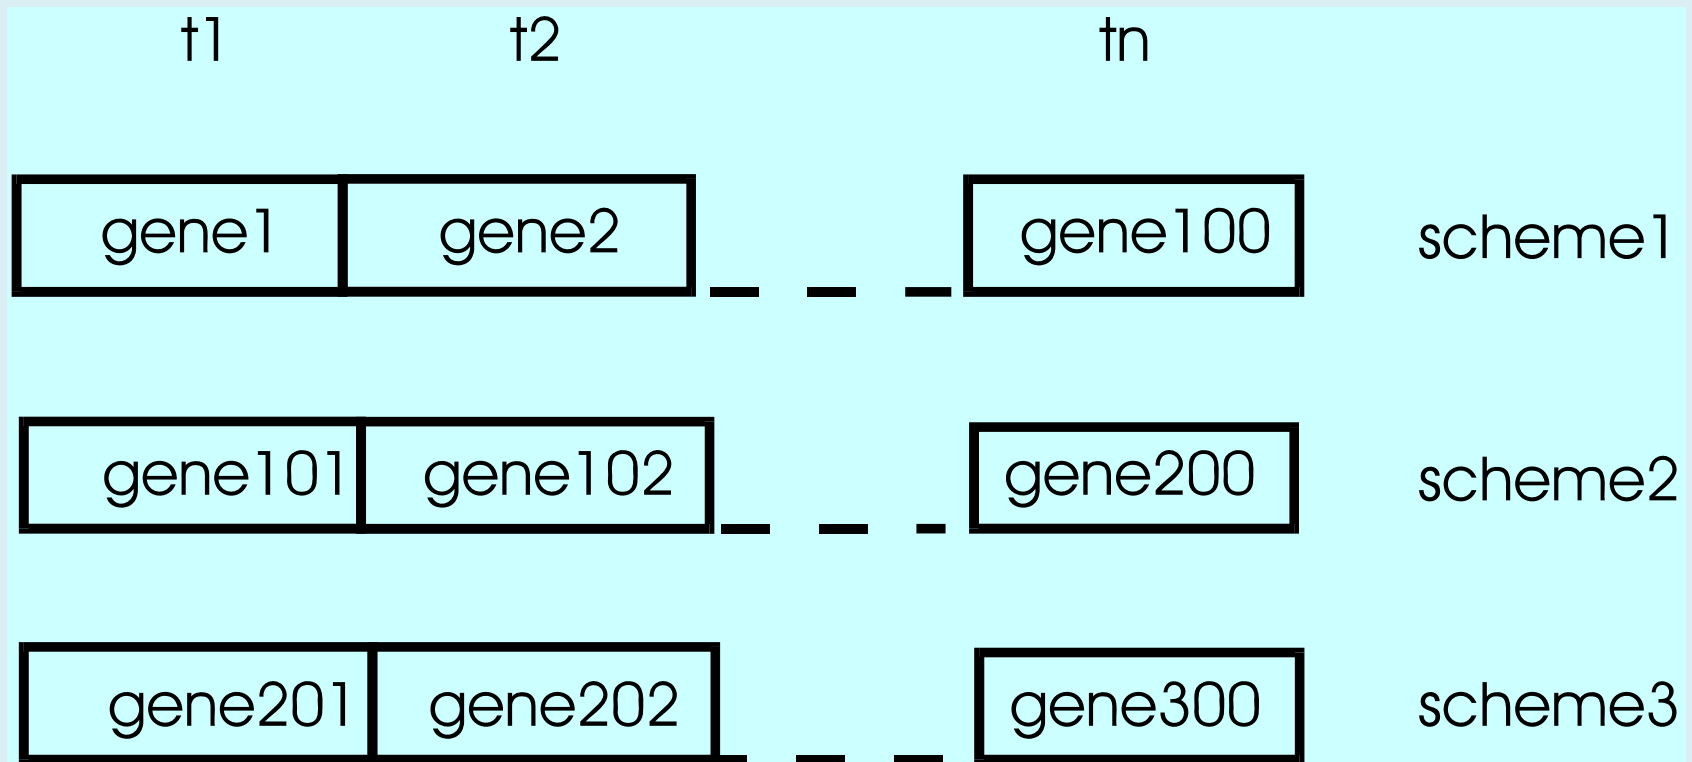 t1 t2 tn
gene1 gene2 gene100 scheme1
gene101 gene102 gene200 scheme2
gene201 gene202 gene300 scheme3